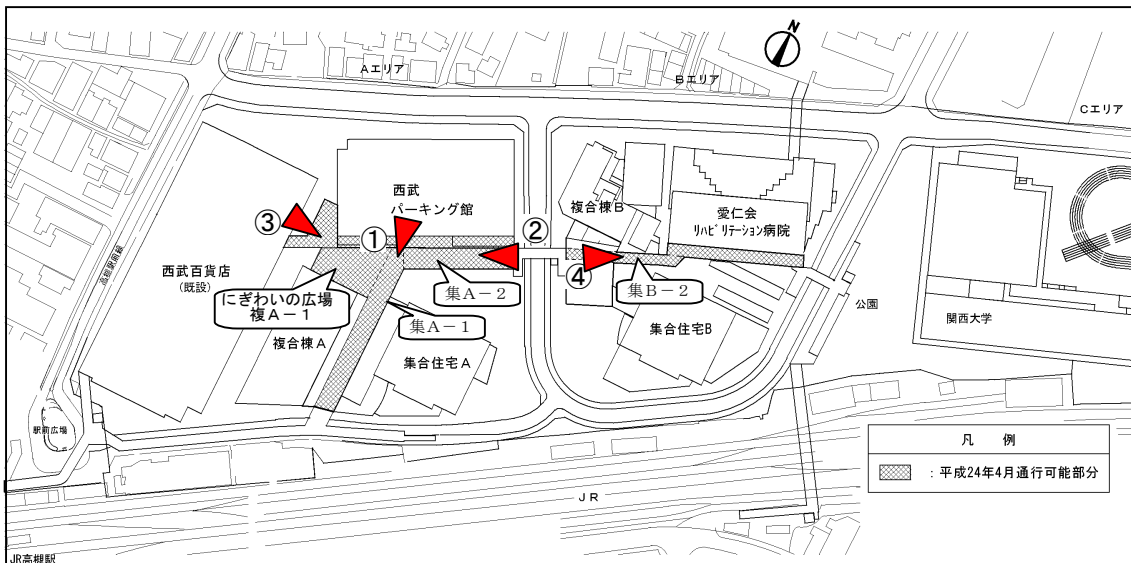 N
Aエリア
Bエリア
Cエリア
西武
パーキング館
複合棟B
愛仁会
リハビリテーション病院
③
①
②
④
西武百貨店
(既設)
にぎわいの広場
複A-1
集A-2
集A-1
集B-2
複合棟A
集合住宅A
集合住宅B
公園
関西大学
高槻駅前線
駅前広場
凡 例
:平成24年4月通行可能部分
JR
JR高槻駅